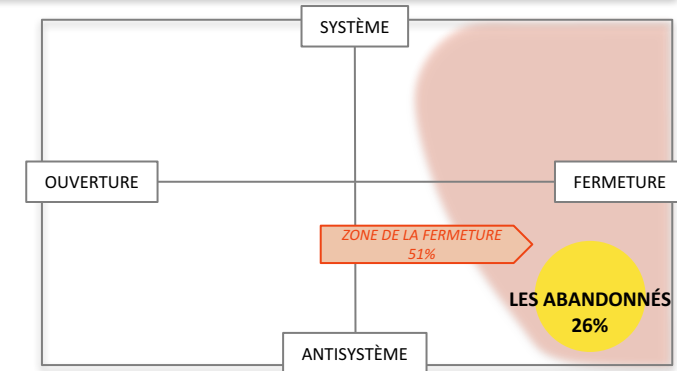 SYSTÈME
OUVERTURE
FERMETURE
ZONE DE LA FERMETURE
51%
LES ABANDONNÉS
26%
ANTISYSTÈME